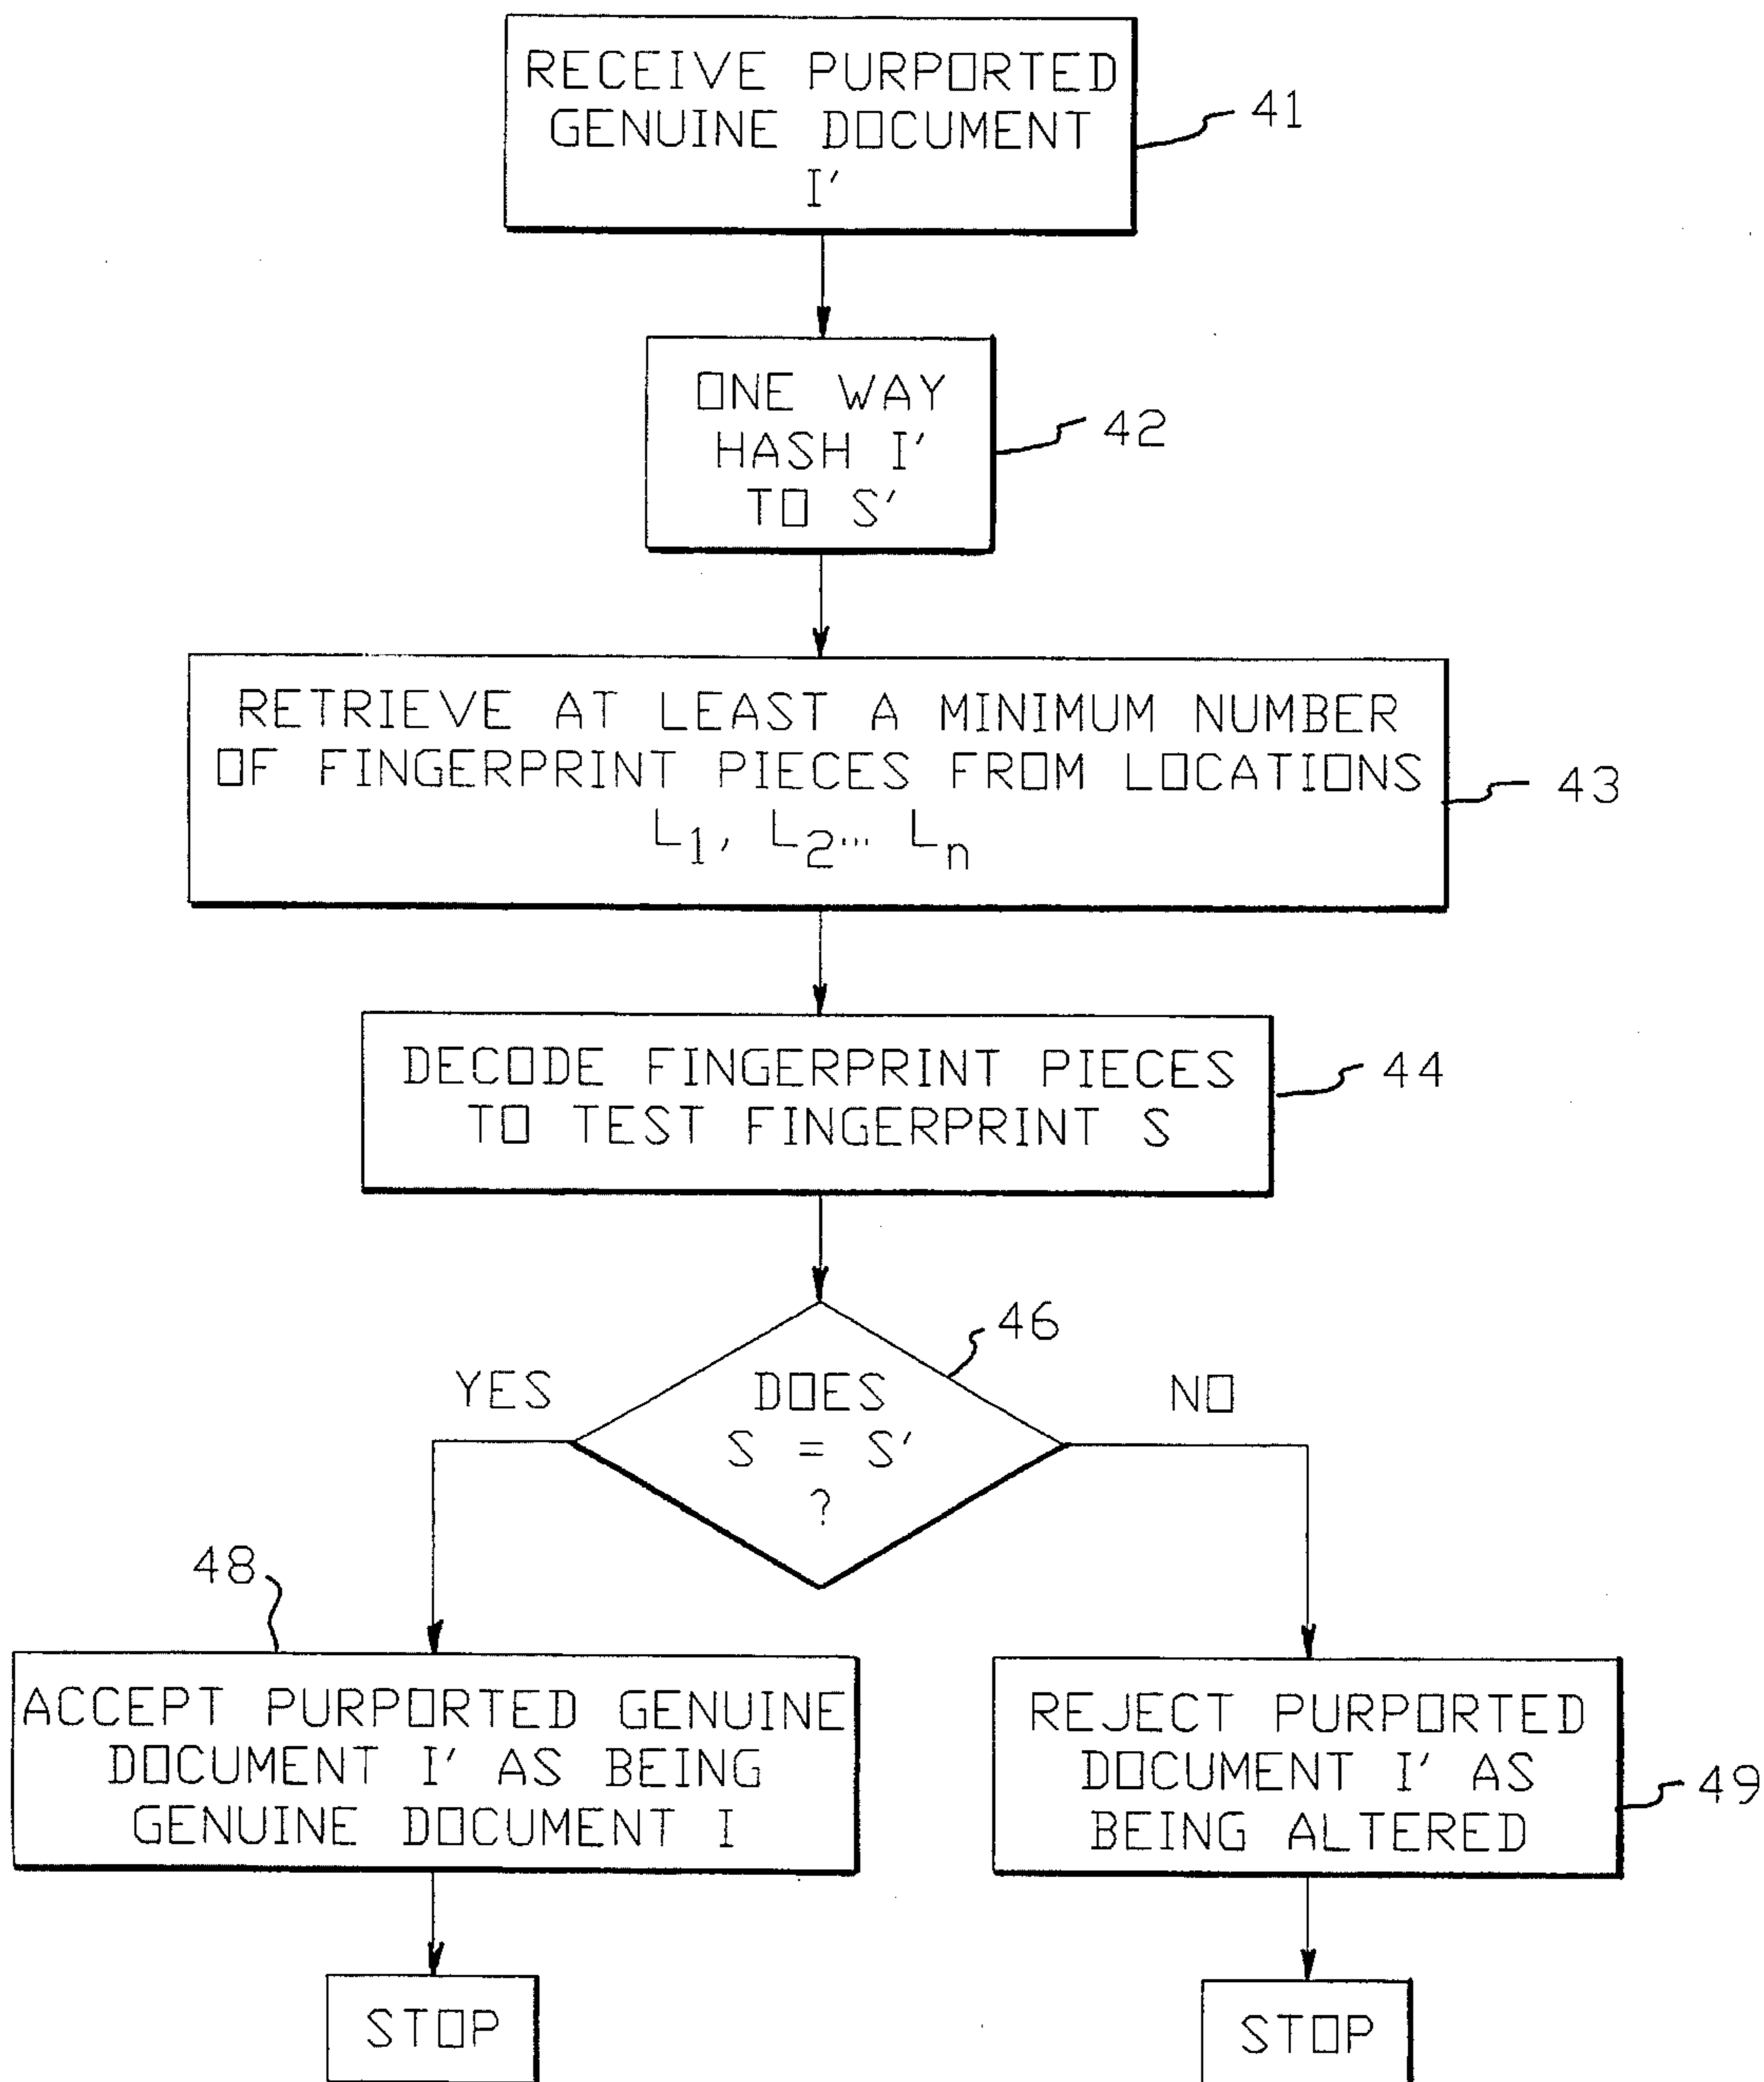 RECEIVE PURPORTED
GENUINE DOCUMENT
I'
41
ONE WAY
HASH I'
TO S'
42
RETRIEVE AT LEAST A MINIMUM NUMBER
OF FINGERPRINT PIECES FROM LOCATIONS
L1, L2... Ln
43
DECODE FINGERPRINT PIECES
TO TEST FINGERPRINT S
44
46
YES
DOES
S = S'
?
NO
48
ACCEPT PURPORTED GENUINE
DOCUMENT I' AS BEING
GENUINE DOCUMENT I
REJECT PURPORTED
DOCUMENT I' AS
BEING ALTERED
49
STOP
STOP